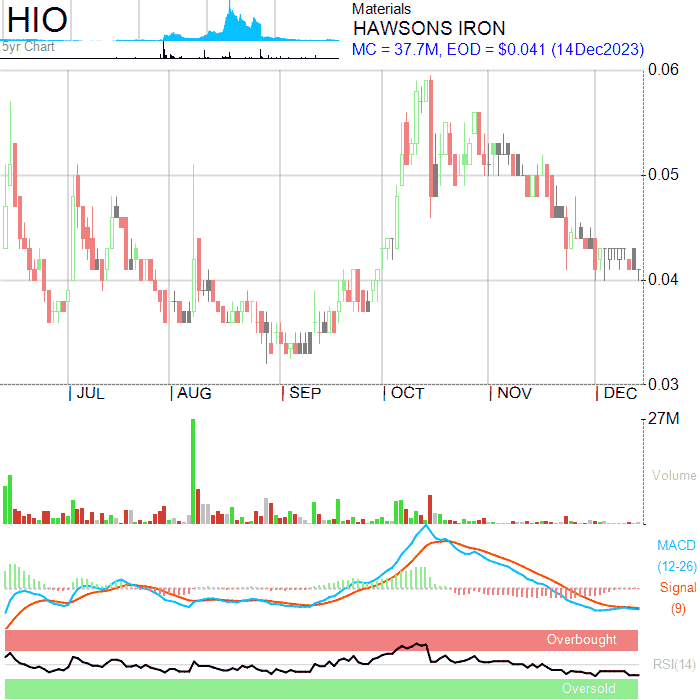 HIO
5yr Chart
Materials
HAWSONS IRON
MC = 37.7M, EOD = $0.041 (14Dec2023)
0.06
0.05
0.04
0.03
JUL AUG SEP OCT NOV DEC
27M
Volume
MACD
(12-26)
Signal
(9)
Overbought
RSI(14)
Oversold